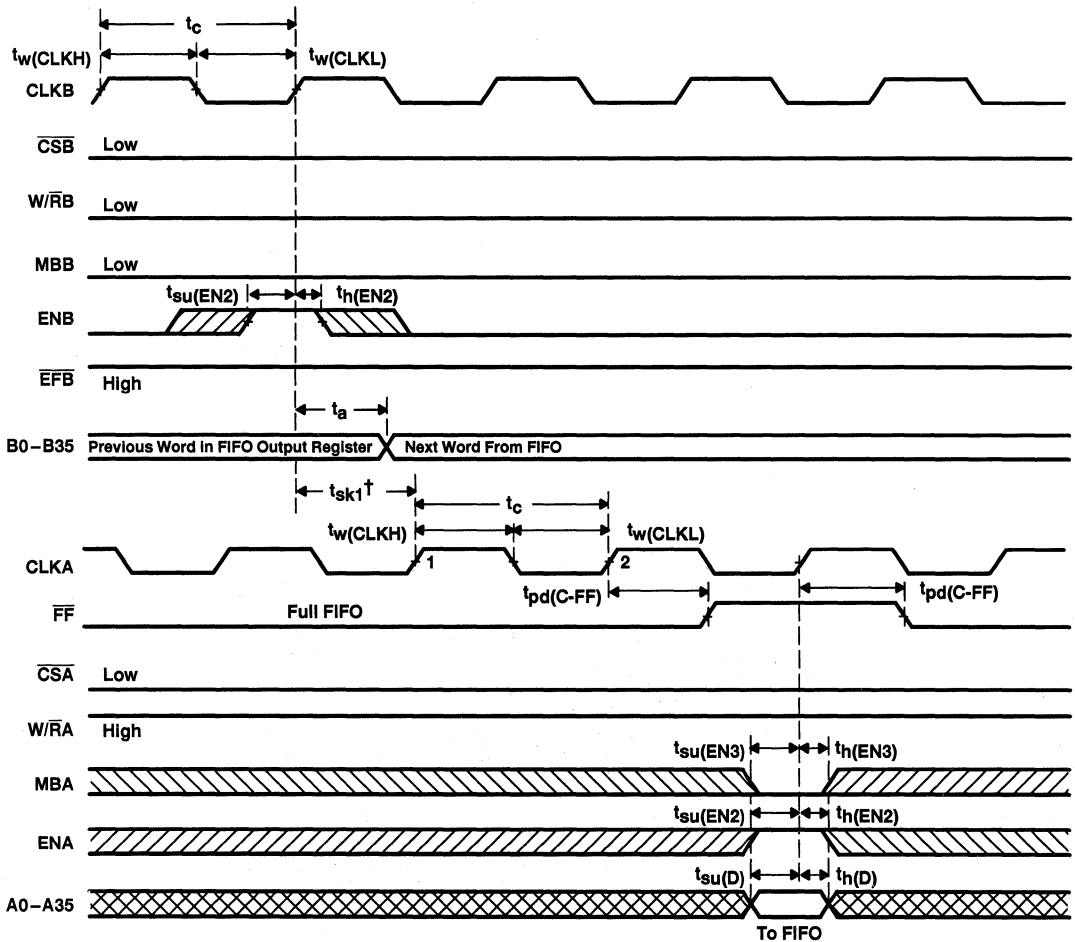 tc
tw(CLKH) tw(CLKL)
CLKB
CSB Low
W/RB Low
MBB Low
tsu(EN2) th(EN2)
ENB
EFB High
ta
B0–B35 Previous Word in FIFO Output Register Next Word From FIFO
tsk1†
tc
tw(CLKH) tw(CLKL)
CLKA 1 2
tpd(C-FF) tpd(C-FF)
FF Full FIFO
CSA Low
W/RA High
tsu(EN3) th(EN3)
MBA
tsu(EN2) th(EN2)
ENA
tsu(D) th(D)
A0–A35
To FIFO